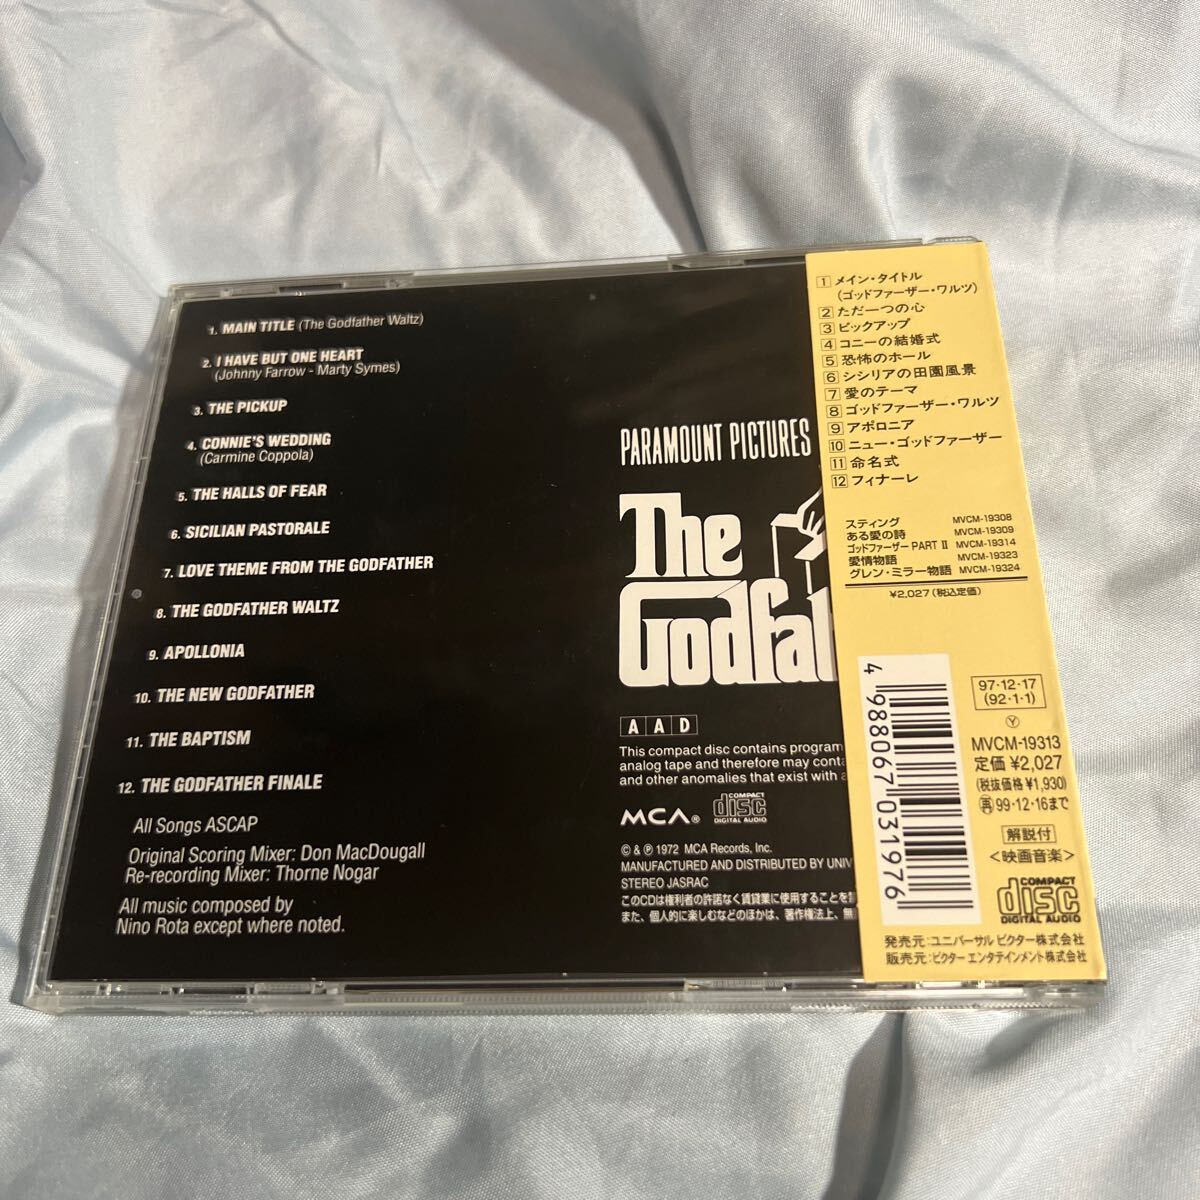 1. MAIN TITLE (The Godfather Waltz)
2. I HAVE BUT ONE HEART
(Johnny Farrow - Marty Symes)
3. THE PICKUP
4. CONNIE'S WEDDING
(Carmine Coppola)
5. THE HALLS OF FEAR
6. SICILIAN PASTORALE
7. LOVE THEME FROM THE GODFATHER
8. THE GODFATHER WALTZ
9. APOLLONIA
10. THE NEW GODFATHER
11. THE BAPTISM
12. THE GODFATHER FINALE
All Songs ASCAP
Original Scoring Mixer: Don MacDougall
Re-recording Mixer: Thorne Nogar
All music composed by
Nino Rota except where noted.
PARAMOUNT PICTURES
The
Godfat
A A D
This compact disc contains program
analog tape and therefore may conta
and other anomalies that exist with a
MCA® COMPACT disc DIGITAL AUDIO
© & ℗ 1972 MCA Records, Inc.
MANUFACTURED AND DISTRIBUTED BY UNIV
STEREO JASRAC
このCDは権利者の許諾なく賃貸業に使用することを
また、個人的に楽しむなどのほかは、著作権法上、無
1 メイン・タイトル
(ゴッドファーザー・ワルツ)
2 ただ一つの心
3 ピックアップ
4 コニーの結婚式
5 恐怖のホール
6 シシリアの田園風景
7 愛のテーマ
8 ゴッドファーザー・ワルツ
9 アポロニア
10 ニュー・ゴッドファーザー
11 命名式
12 フィナーレ
スティング MVCM-19308
ある愛の詩 MVCM-19309
ゴッドファーザー PART II MVCM-19314
愛情物語 MVCM-19323
グレン・ミラー物語 MVCM-19324
¥2,027(税込定価)
4 988067 031976
97・12・17
(92・1・1)
Ⓨ
MVCM-19313
定価¥2,027
(税抜価格¥1,930)
再 99・12・16まで
解説付
<映画音楽>
COMPACT
disc
DIGITAL AUDIO
発売元:ユニバーサル ビクター株式会社
販売元:ビクター エンタテインメント株式会社